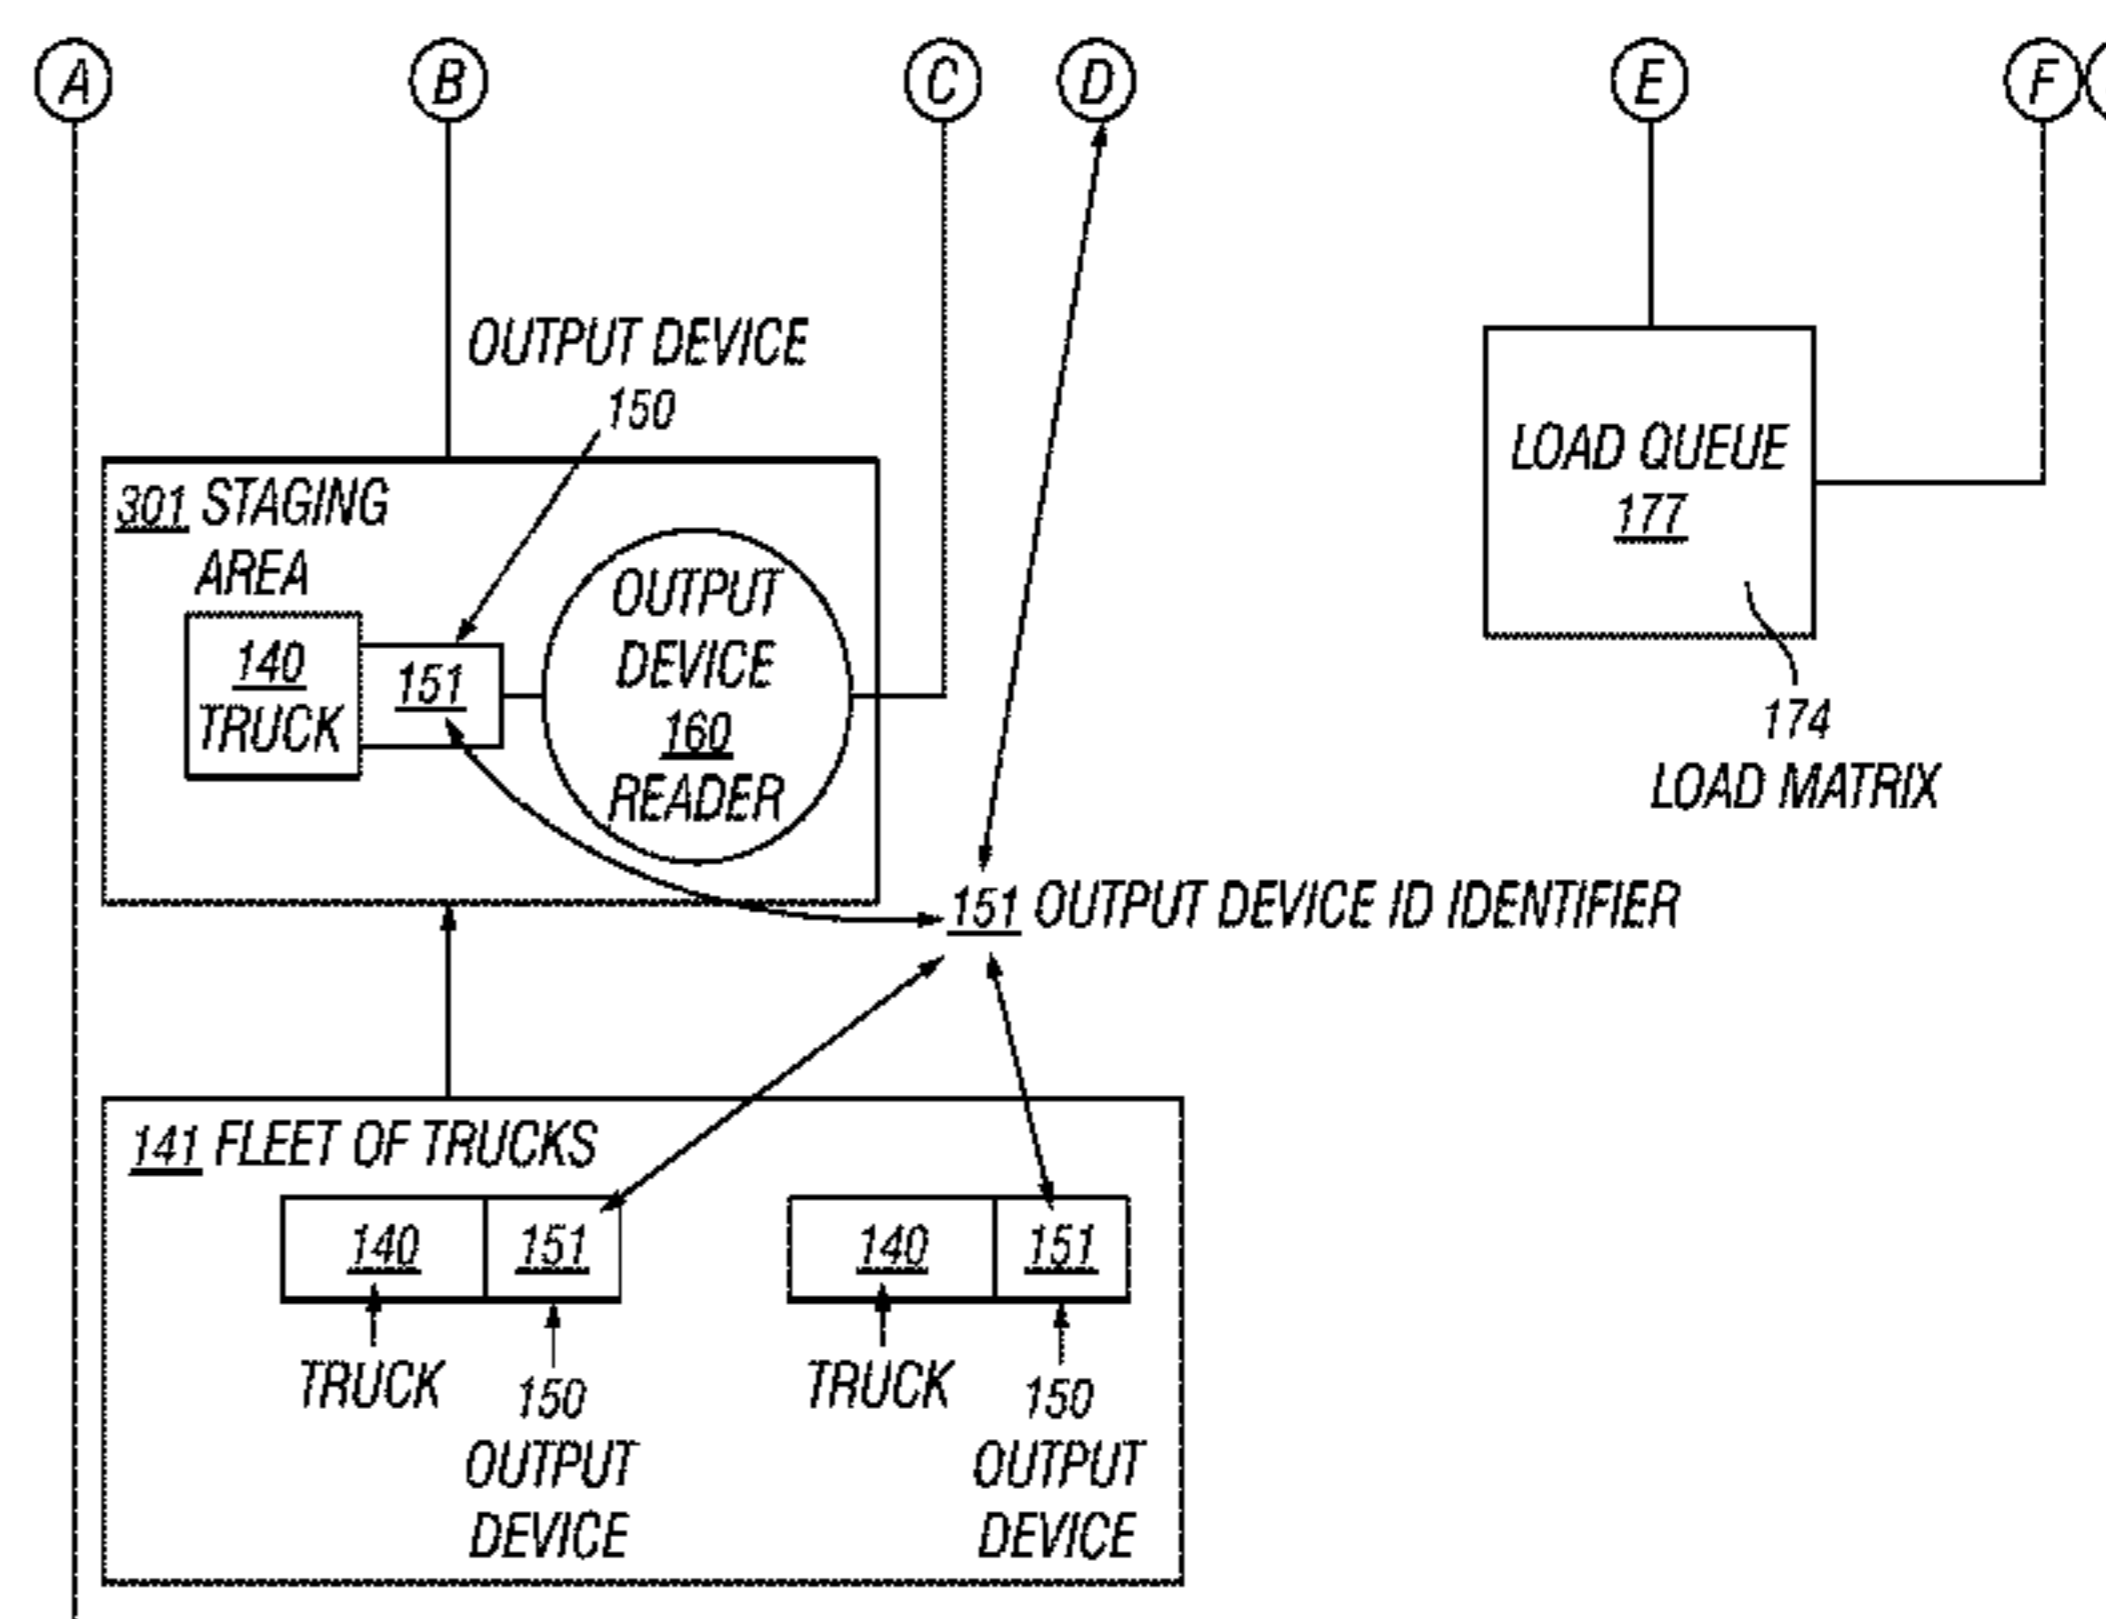 A B C D E F
OUTPUT DEVICE
150
301 STAGING
AREA
140
TRUCK
151
OUTPUT
DEVICE
160
READER
LOAD QUEUE
177
174
LOAD MATRIX
151 OUTPUT DEVICE ID IDENTIFIER
141 FLEET OF TRUCKS
140 151 140 151
TRUCK TRUCK
150 150
OUTPUT OUTPUT
DEVICE DEVICE